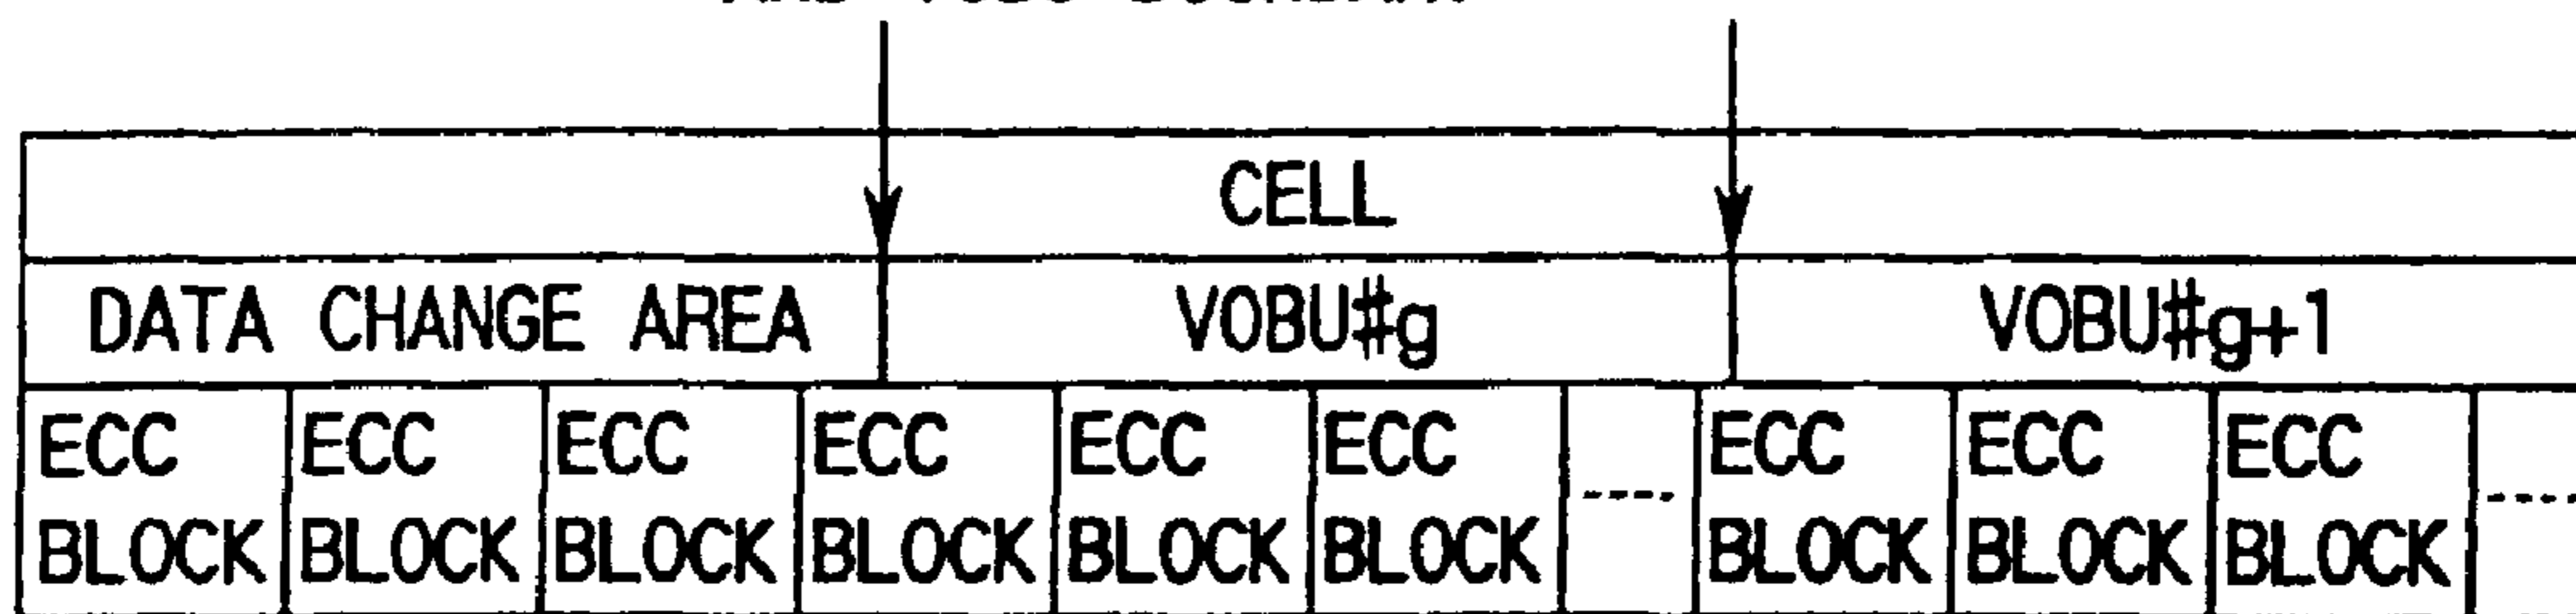 CELL
DATA CHANGE AREA VOBU#g VOBU#g+1
ECC ECC ECC ECC ECC ECC ECC ECC ECC
BLOCK BLOCK BLOCK BLOCK BLOCK BLOCK ---- BLOCK BLOCK BLOCK ----